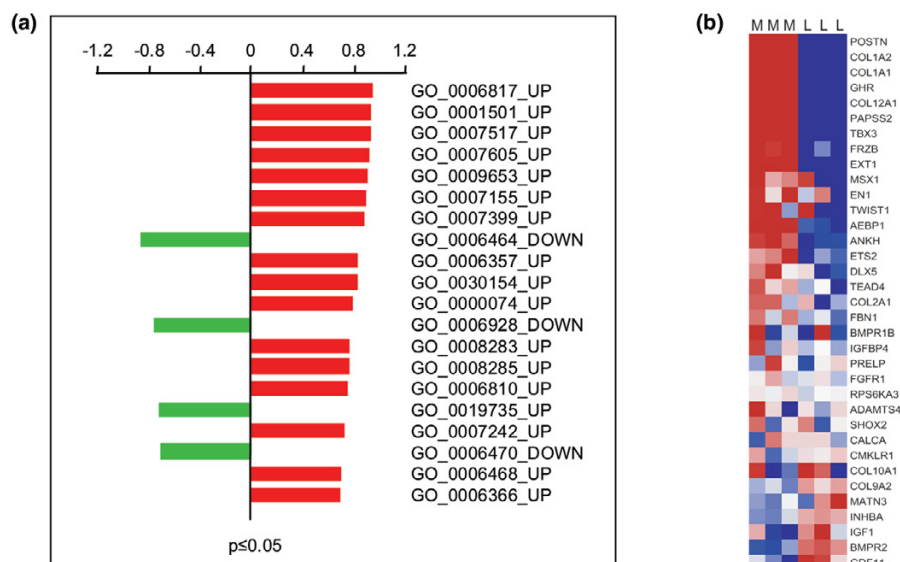 (a)
-1.2 -0.8 -0.4 0 0.4 0.8 1.2
GO_0006817_UP
GO_0001501_UP
GO_0007517_UP
GO_0007605_UP
GO_0009653_UP
GO_0007155_UP
GO_0007399_UP
GO_0006464_DOWN
GO_0006357_UP
GO_0030154_UP
GO_0000074_UP
GO_0006928_DOWN
GO_0008283_UP
GO_0008285_UP
GO_0006810_UP
GO_0019735_UP
GO_0007242_UP
GO_0006470_DOWN
GO_0006468_UP
GO_0006366_UP
p≤0.05
(b)
M M M L L L
POSTN
COL1A2
COL1A1
GHR
COL12A1
PAPSS2
TBX3
FRZB
EXT1
MSX1
EN1
TWIST1
AEBP1
ANKH
ETS2
DLX5
TEAD4
COL2A1
FBN1
BMPR1B
IGFBP4
PRELP
FGFR1
RPS6KA3
ADAMTS4
SHOX2
CALCA
CMKLR1
COL10A1
COL9A2
MATN3
INHBA
IGF1
BMPR2